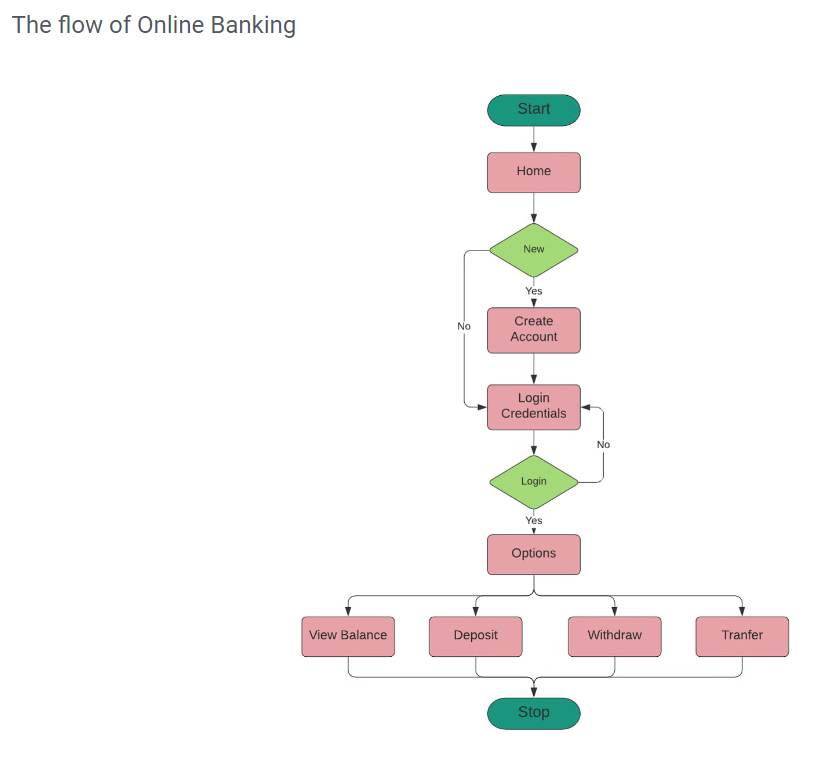 The flow of Online Banking
Start
Home
New
Yes
Create
Account
No
Login
Credentials
No
Login
Yes
Options
View Balance
Deposit
Withdraw
Tranfer
Stop